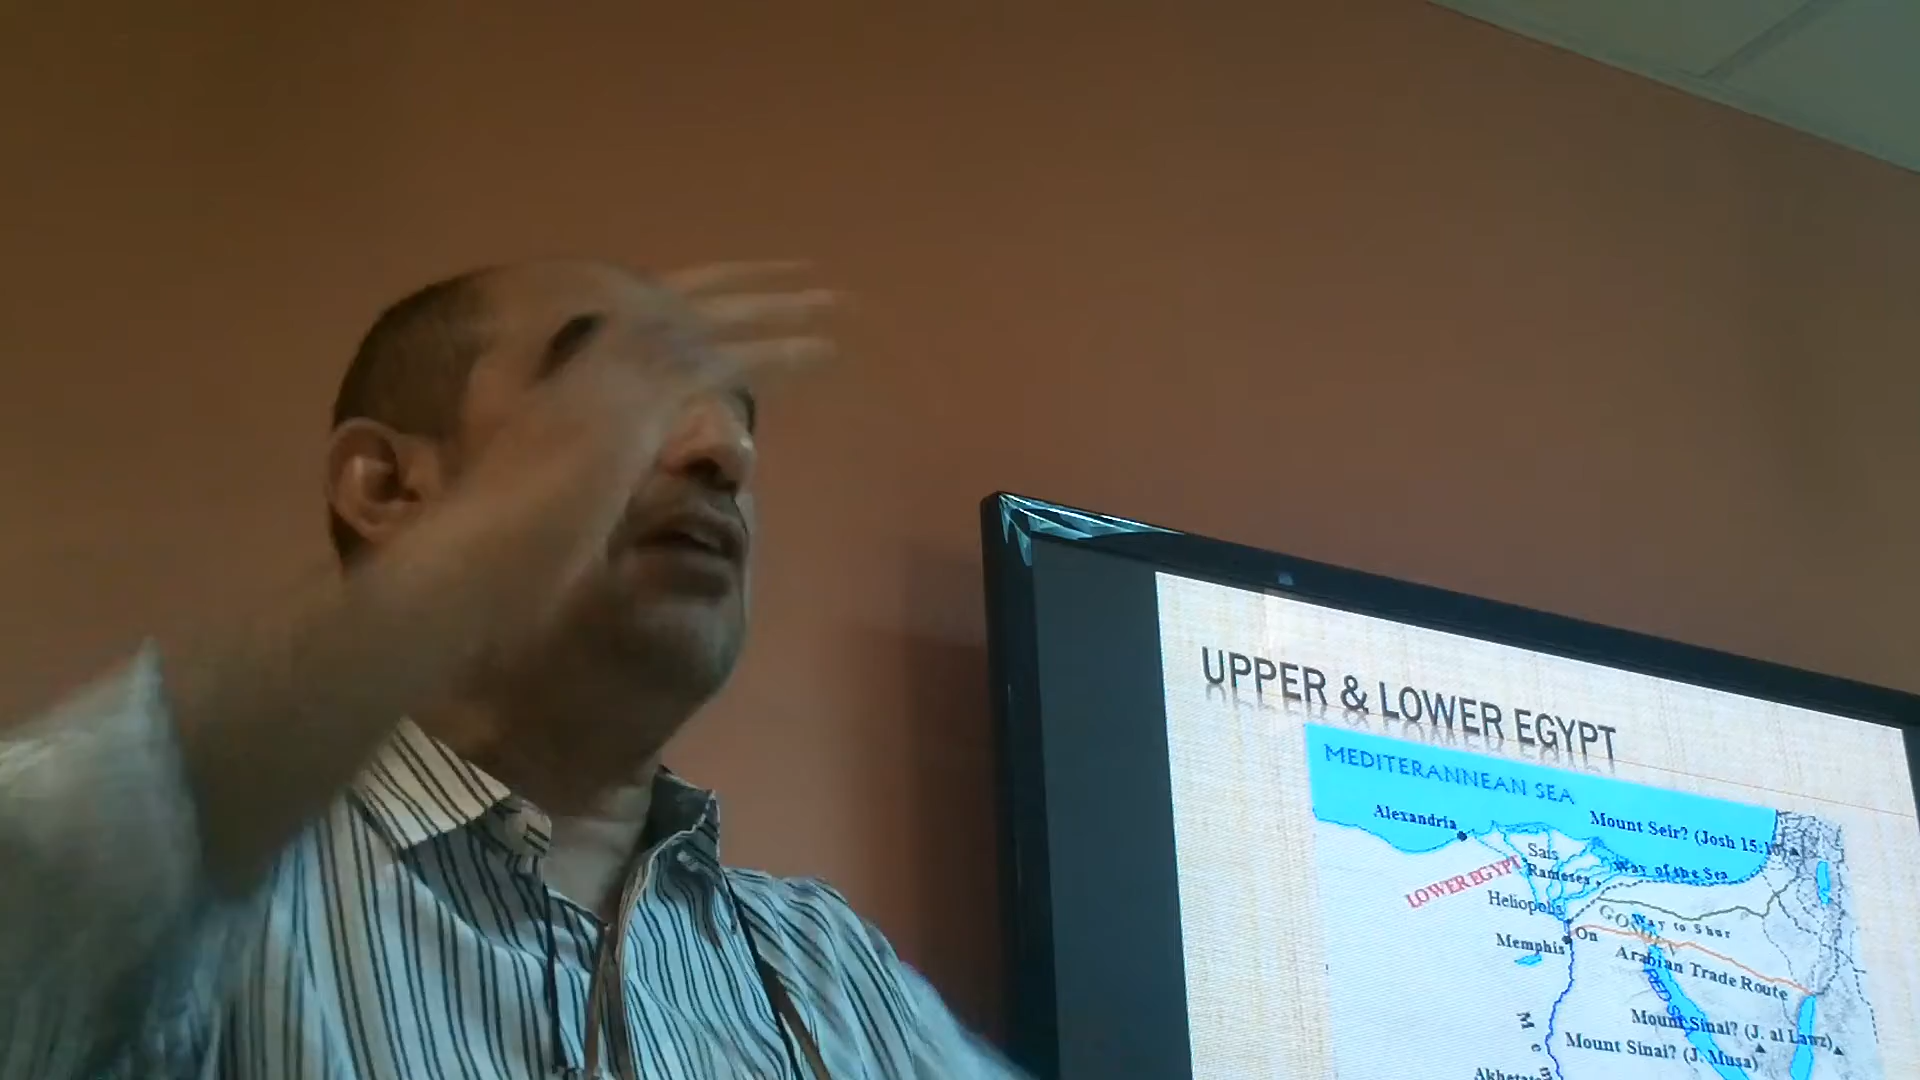 UPPER & LOWER EGYPT
MEDITERANNEAN SEA
Alexandria
Mount Seir? (Josh 15:10)
Sais
Way of the Sea
LOWER EGYPT
Rameses
Heliopolis
GOSHEN
Way to Shur
On
Memphis
Arabian Trade Route
Mount Sinai? (J. al Lawz)
Mount Sinai? (J. Musa)